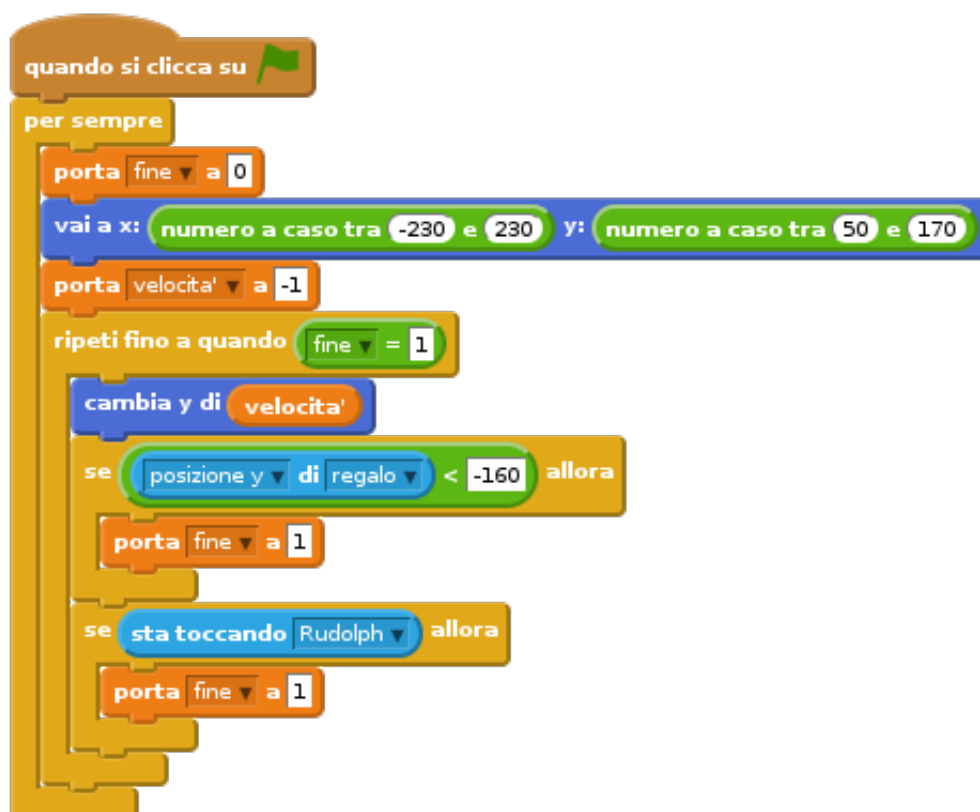 quando si clicca su
per sempre
porta fine a 0
vai a x: numero a caso tra -230 e 230 y: numero a caso tra 50 e 170
porta velocita' a -1
ripeti fino a quando fine = 1
cambia y di velocita'
se posizione y di regalo < -160 allora
porta fine a 1
se sta toccando Rudolph allora
porta fine a 1